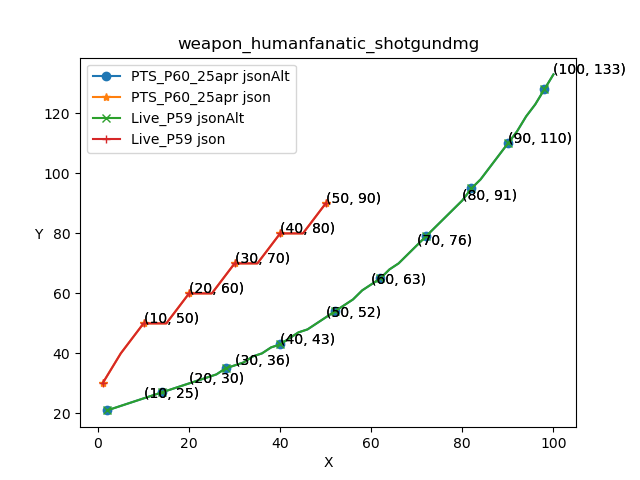 weapon_humanfanatic_shotgundmg
PTS_P60_25apr jsonAlt
PTS_P60_25apr json
Live_P59 jsonAlt
Live_P59 json
(100, 133)
(90, 110)
(80, 91)
(70, 76)
(60, 63)
(50, 52)
(40, 43)
(30, 36)
(20, 30)
(10, 25)
(50, 90)
(40, 80)
(30, 70)
(20, 60)
(10, 50)
Y
120
100
80
60
40
20
0 20 40 60 80 100
X